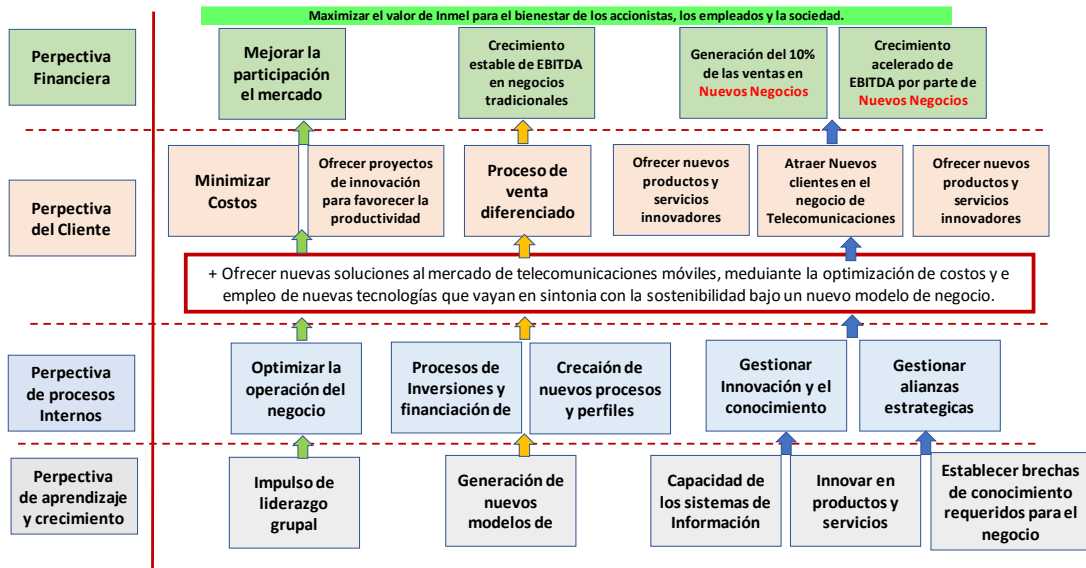 Maximizar el valor de Inmel para el bienestar de los accionistas, los empleados y la sociedad.
Perpectiva
Financiera
Mejorar la
participación
el mercado
Crecimiento
estable de EBITDA
en negocios
tradicionales
Generación del 10%
de las ventas en
Nuevos Negocios
Crecimiento
acelerado de
EBITDA por parte de
Nuevos Negocios
Perpectiva
del Cliente
Minimizar
Costos
Ofrecer proyectos
de innovación
para favorecer la
productividad
Proceso de
venta
diferenciado
Ofrecer nuevos
productos y
servicios
innovadores
Atraer Nuevos
clientes en el
negocio de
Telecomunicaciones
Ofrecer nuevos
productos y
servicios
innovadores
+ Ofrecer nuevas soluciones al mercado de telecomunicaciones móviles, meduiante la optimización de costos y e
empleo de nuevas tecnologías que vayan en sintonia con la sostenibilidad bajo un nuevo modelo de negocio.
Perpectiva
de procesos
Internos
Optimizar la
operación del
negocio
Procesos de
Inversiones y
financiación de
Crecaión de
nuevos procesos
y perfiles
Gestionar
Innovación y el
conocimiento
Gestionar
alianzas
estrategicas
Perpectiva
de aprendizaje
y crecimiento
Impulso de
liderazgo
grupal
Generación de
nuevos
modelos de
Capacidad de
los sistemas de
Información
Innovar en
productos y
servicios
Establecer brechas
de conocimiento
requeridos para el
negocio